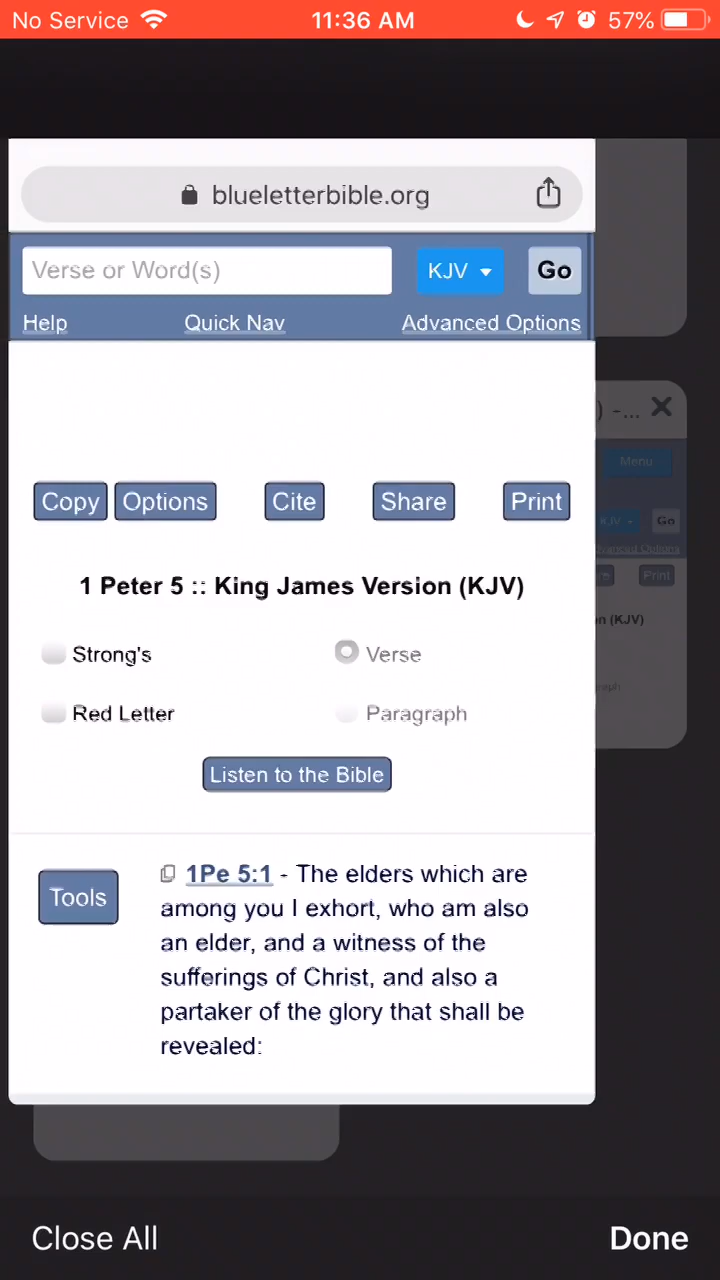 No Service 11:36 AM 57%
blueletterbible.org
Verse or Word(s) KJV Go
Help Quick Nav Advanced Options
) -...
Menu
KJV Go
Advanced Options
Copy Options Cite Share Print
Print
1 Peter 5 :: King James Version (KJV)
n (KJV)
Strong's Verse
Red Letter Paragraph
raph
Listen to the Bible
Tools
1Pe 5:1 - The elders which are
among you I exhort, who am also
an elder, and a witness of the
sufferings of Christ, and also a
partaker of the glory that shall be
revealed:
Close All Done